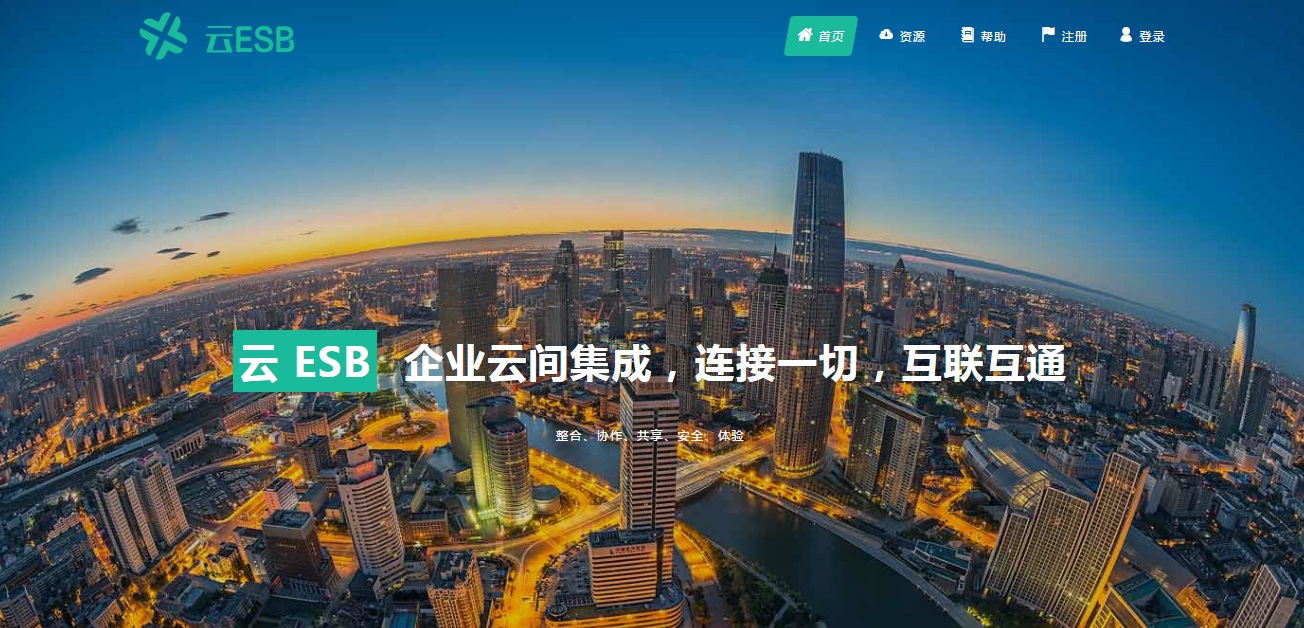 云ESB
首页 资源 帮助 注册 登录
云 ESB 企业云间集成，连接一切，互联互通
整合、协作、共享、安全、体验